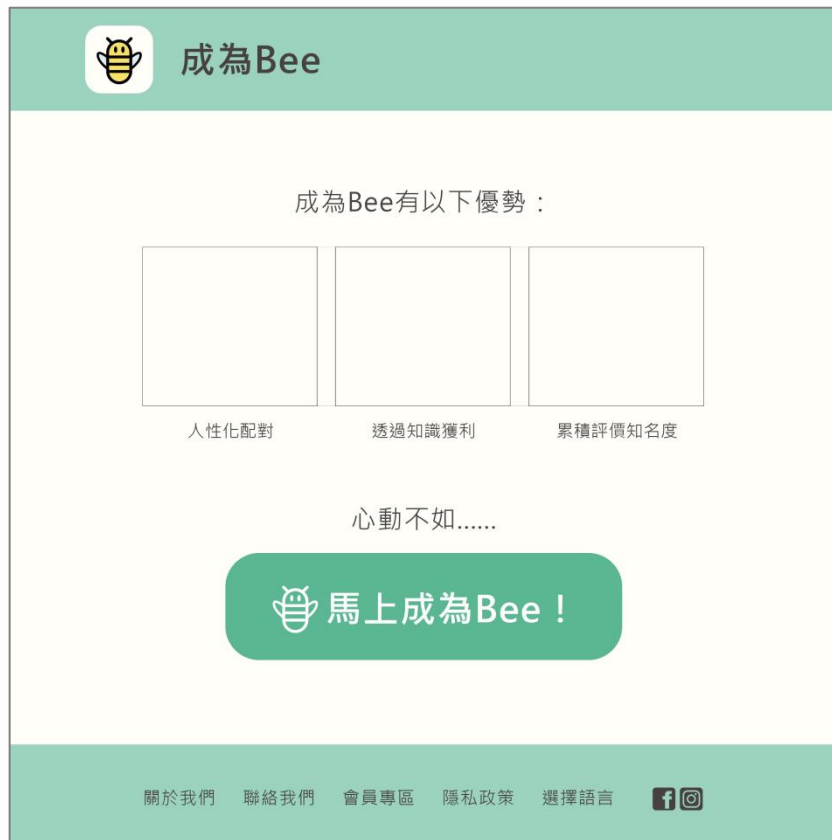 成為Bee
成為Bee有以下優勢：
人性化配對 透過知識獲利 累積評價知名度
心動不如......
馬上成為Bee！
關於我們 聯絡我們 會員專區 隱私政策 選擇語言